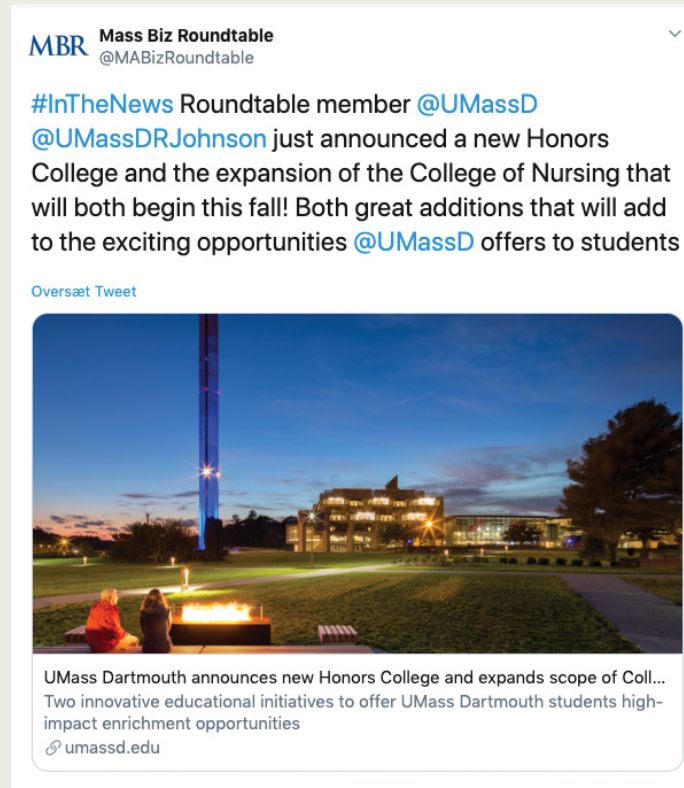 MBR
Mass Biz Roundtable
@MABizRoundtable
#InTheNews Roundtable member @UMassD
@UMassDRJohnson just announced a new Honors
College and the expansion of the College of Nursing that
will both begin this fall! Both great additions that will add
to the exciting opportunities @UMassD offers to students
Oversæt Tweet
UMass Dartmouth announces new Honors College and expands scope of Coll...
Two innovative educational initiatives to offer UMass Dartmouth students high-
impact enrichment opportunities
umassd.edu